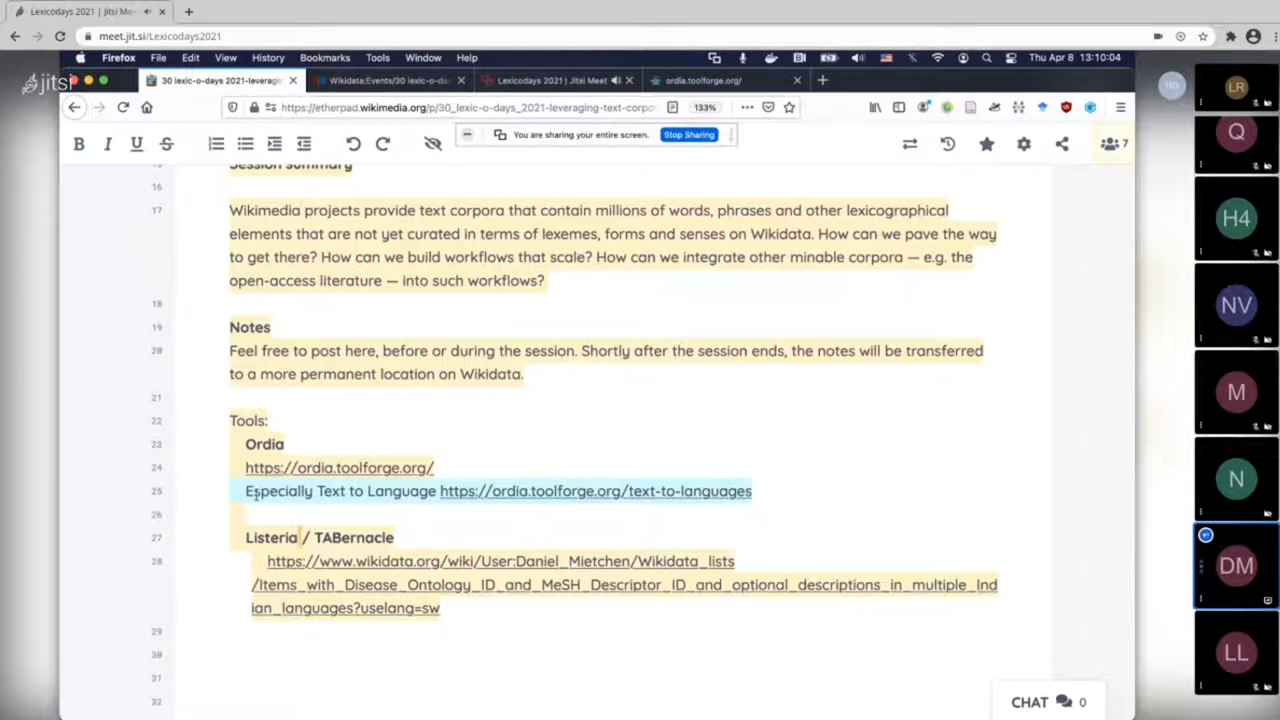 Lexicodays 2021 | Jitsi Mee
meet.jit.si/Lexicodays2021
Firefox File Edit View History Bookmarks Tools Window Help
Thu Apr 8 13:10:04
jitsi
30 lexic-o-days 2021-leveragin
Wikidata:Events/30 lexic-o-da
Lexicodays 2021 | Jitsi Meet
ordia.toolforge.org/
https://etherpad.wikimedia.org/p/30_lexic-o-days_2021-leveraging-text-corpo
133%
You are sharing your entire screen.
Stop Sharing
7
Session summary
16
17 Wikimedia projects provide text corpora that contain millions of words, phrases and other lexicographical
elements that are not yet curated in terms of lexemes, forms and senses on Wikidata. How can we pave the way
to get there? How can we build workflows that scale? How can we integrate other minable corpora — e.g. the
open-access literature — into such workflows?
18
19 Notes
20 Feel free to post here, before or during the session. Shortly after the session ends, the notes will be transferred
to a more permanent location on Wikidata.
21
22 Tools:
23 Ordia
24 https://ordia.toolforge.org/
25 Especially Text to Language https://ordia.toolforge.org/text-to-languages
26
27 Listeria / TABernacle
28 https://www.wikidata.org/wiki/User:Daniel_Mietchen/Wikidata_lists
/Items_with_Disease_Ontology_ID_and_MeSH_Descriptor_ID_and_optional_descriptions_in_multiple_Ind
ian_languages?uselang=sw
29
30
31
32
CHAT 0
HD
LR
Q
H4
NV
M
N
DM
LL